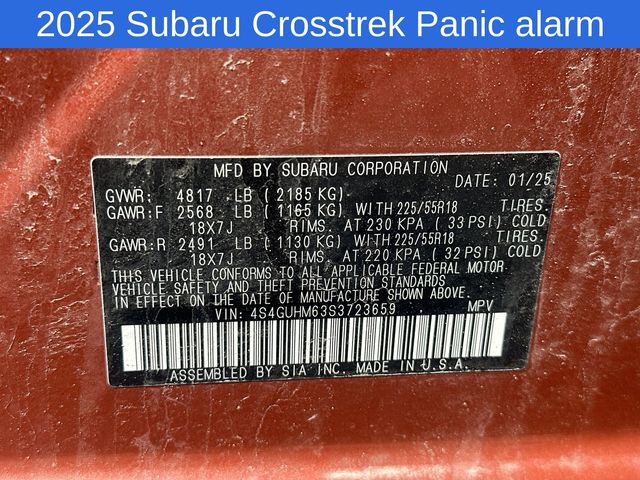 2025 Subaru Crosstrek Panic alarm
MFD BY SUBARU CORPORATION
DATE: 01/25
GVWR: 4817 LB ( 2185 KG)
GAWR:F 2568 LB ( 1165 KG) WITH 225/55R18 TIRES.
18X7J RIMS. AT 230 KPA ( 33 PSI) COLD
GAWR:R 2491 LB ( 1130 KG) WITH 225/55R18 TIRES.
18X7J RIMS. AT 220 KPA ( 32 PSI) COLD
THIS VEHICLE CONFORMS TO ALL APPLICABLE FEDERAL MOTOR
VEHICLE SAFETY AND THEFT PREVENTION STANDARDS
IN EFFECT ON THE DATE OF MANUFACTURE SHOWN ABOVE.
VIN: 4S4GUHM63S3723659 MPV
ASSEMBLED BY SIA INC. MADE IN U.S.A.